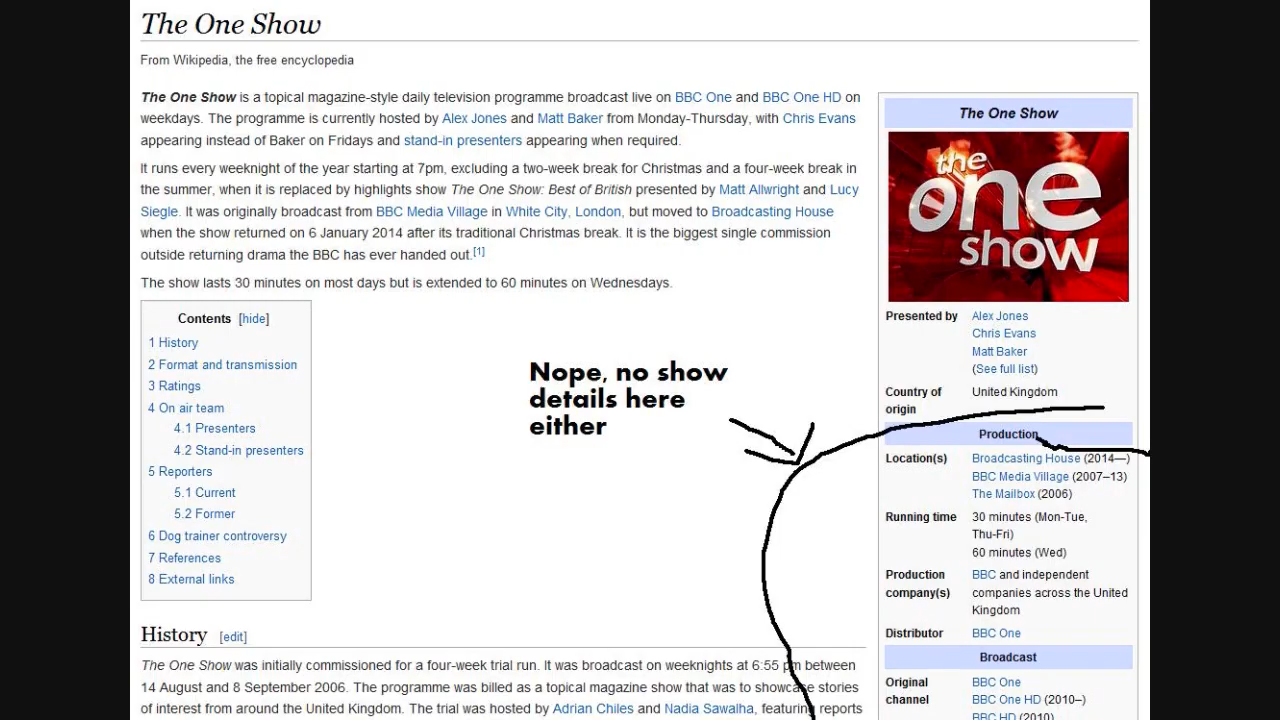 The One Show
From Wikipedia, the free encyclopedia
The One Show is a topical magazine-style daily television programme broadcast live on BBC One and BBC One HD on
weekdays. The programme is currently hosted by Alex Jones and Matt Baker from Monday-Thursday, with Chris Evans
appearing instead of Baker on Fridays and stand-in presenters appearing when required.
It runs every weeknight of the year starting at 7pm, excluding a two-week break for Christmas and a four-week break in
the summer, when it is replaced by highlights show The One Show: Best of British presented by Matt Allwright and Lucy
Siegle. It was originally broadcast from BBC Media Village in White City, London, but moved to Broadcasting House
when the show returned on 6 January 2014 after its traditional Christmas break. It is the biggest single commission
outside returning drama the BBC has ever handed out.[1]
The show lasts 30 minutes on most days but is extended to 60 minutes on Wednesdays.
Contents [hide]
1 History
2 Format and transmission
3 Ratings
4 On air team
4.1 Presenters
4.2 Stand-in presenters
5 Reporters
5.1 Current
5.2 Former
6 Dog trainer controversy
7 References
8 External links
Nope, no show
details here
either
History [edit]
The One Show was initially commissioned for a four-week trial run. It was broadcast on weeknights at 6:55 pm between
14 August and 8 September 2006. The programme was billed as a topical magazine show that was to showcase stories
of interest from around the United Kingdom. The trial was hosted by Adrian Chiles and Nadia Sawalha, featuring reports
The One Show
the
one
show
Presented by Alex Jones
Chris Evans
Matt Baker
(See full list)
Country of United Kingdom
origin
Production
Location(s) Broadcasting House (2014—)
BBC Media Village (2007–13)
The Mailbox (2006)
Running time 30 minutes (Mon-Tue,
Thu-Fri)
60 minutes (Wed)
Production BBC and independent
company(s) companies across the United
Kingdom
Distributor BBC One
Broadcast
Original BBC One
channel BBC One HD (2010–)
BBC HD (2010)